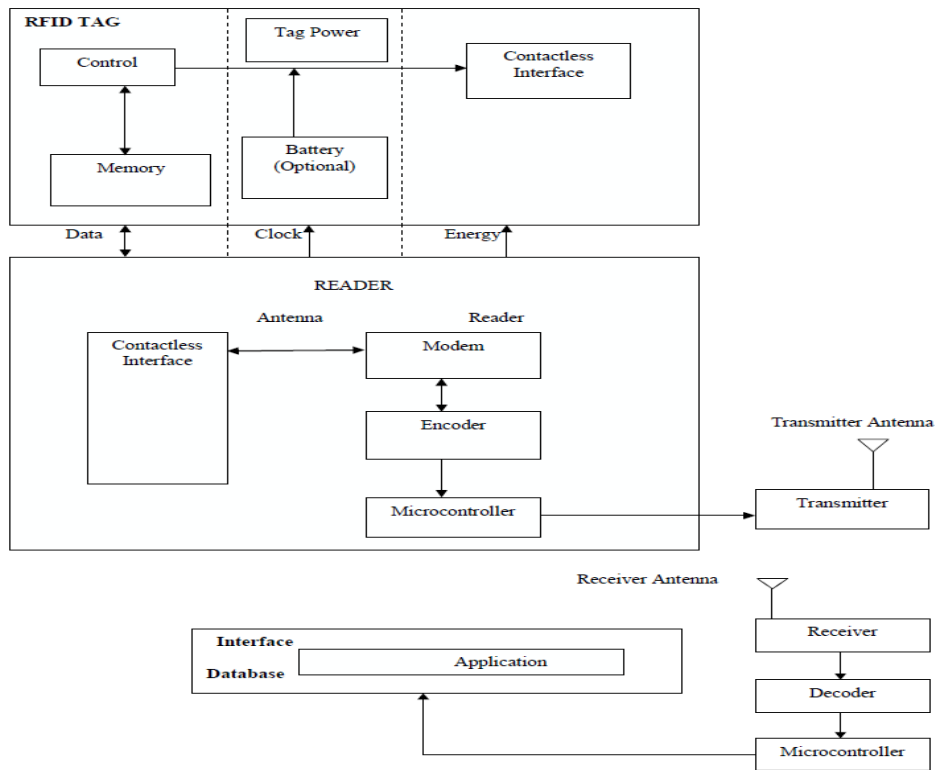 RFID TAG
Tag Power
Control
Contactless
Interface
Battery
(Optional)
Memory
Data
Clock
Energy
READER
Antenna
Reader
Contactless
Interface
Modem
Encoder
Microcontroller
Transmitter Antenna
Transmitter
Receiver Antenna
Receiver
Interface
Application
Database
Decoder
Microcontroller